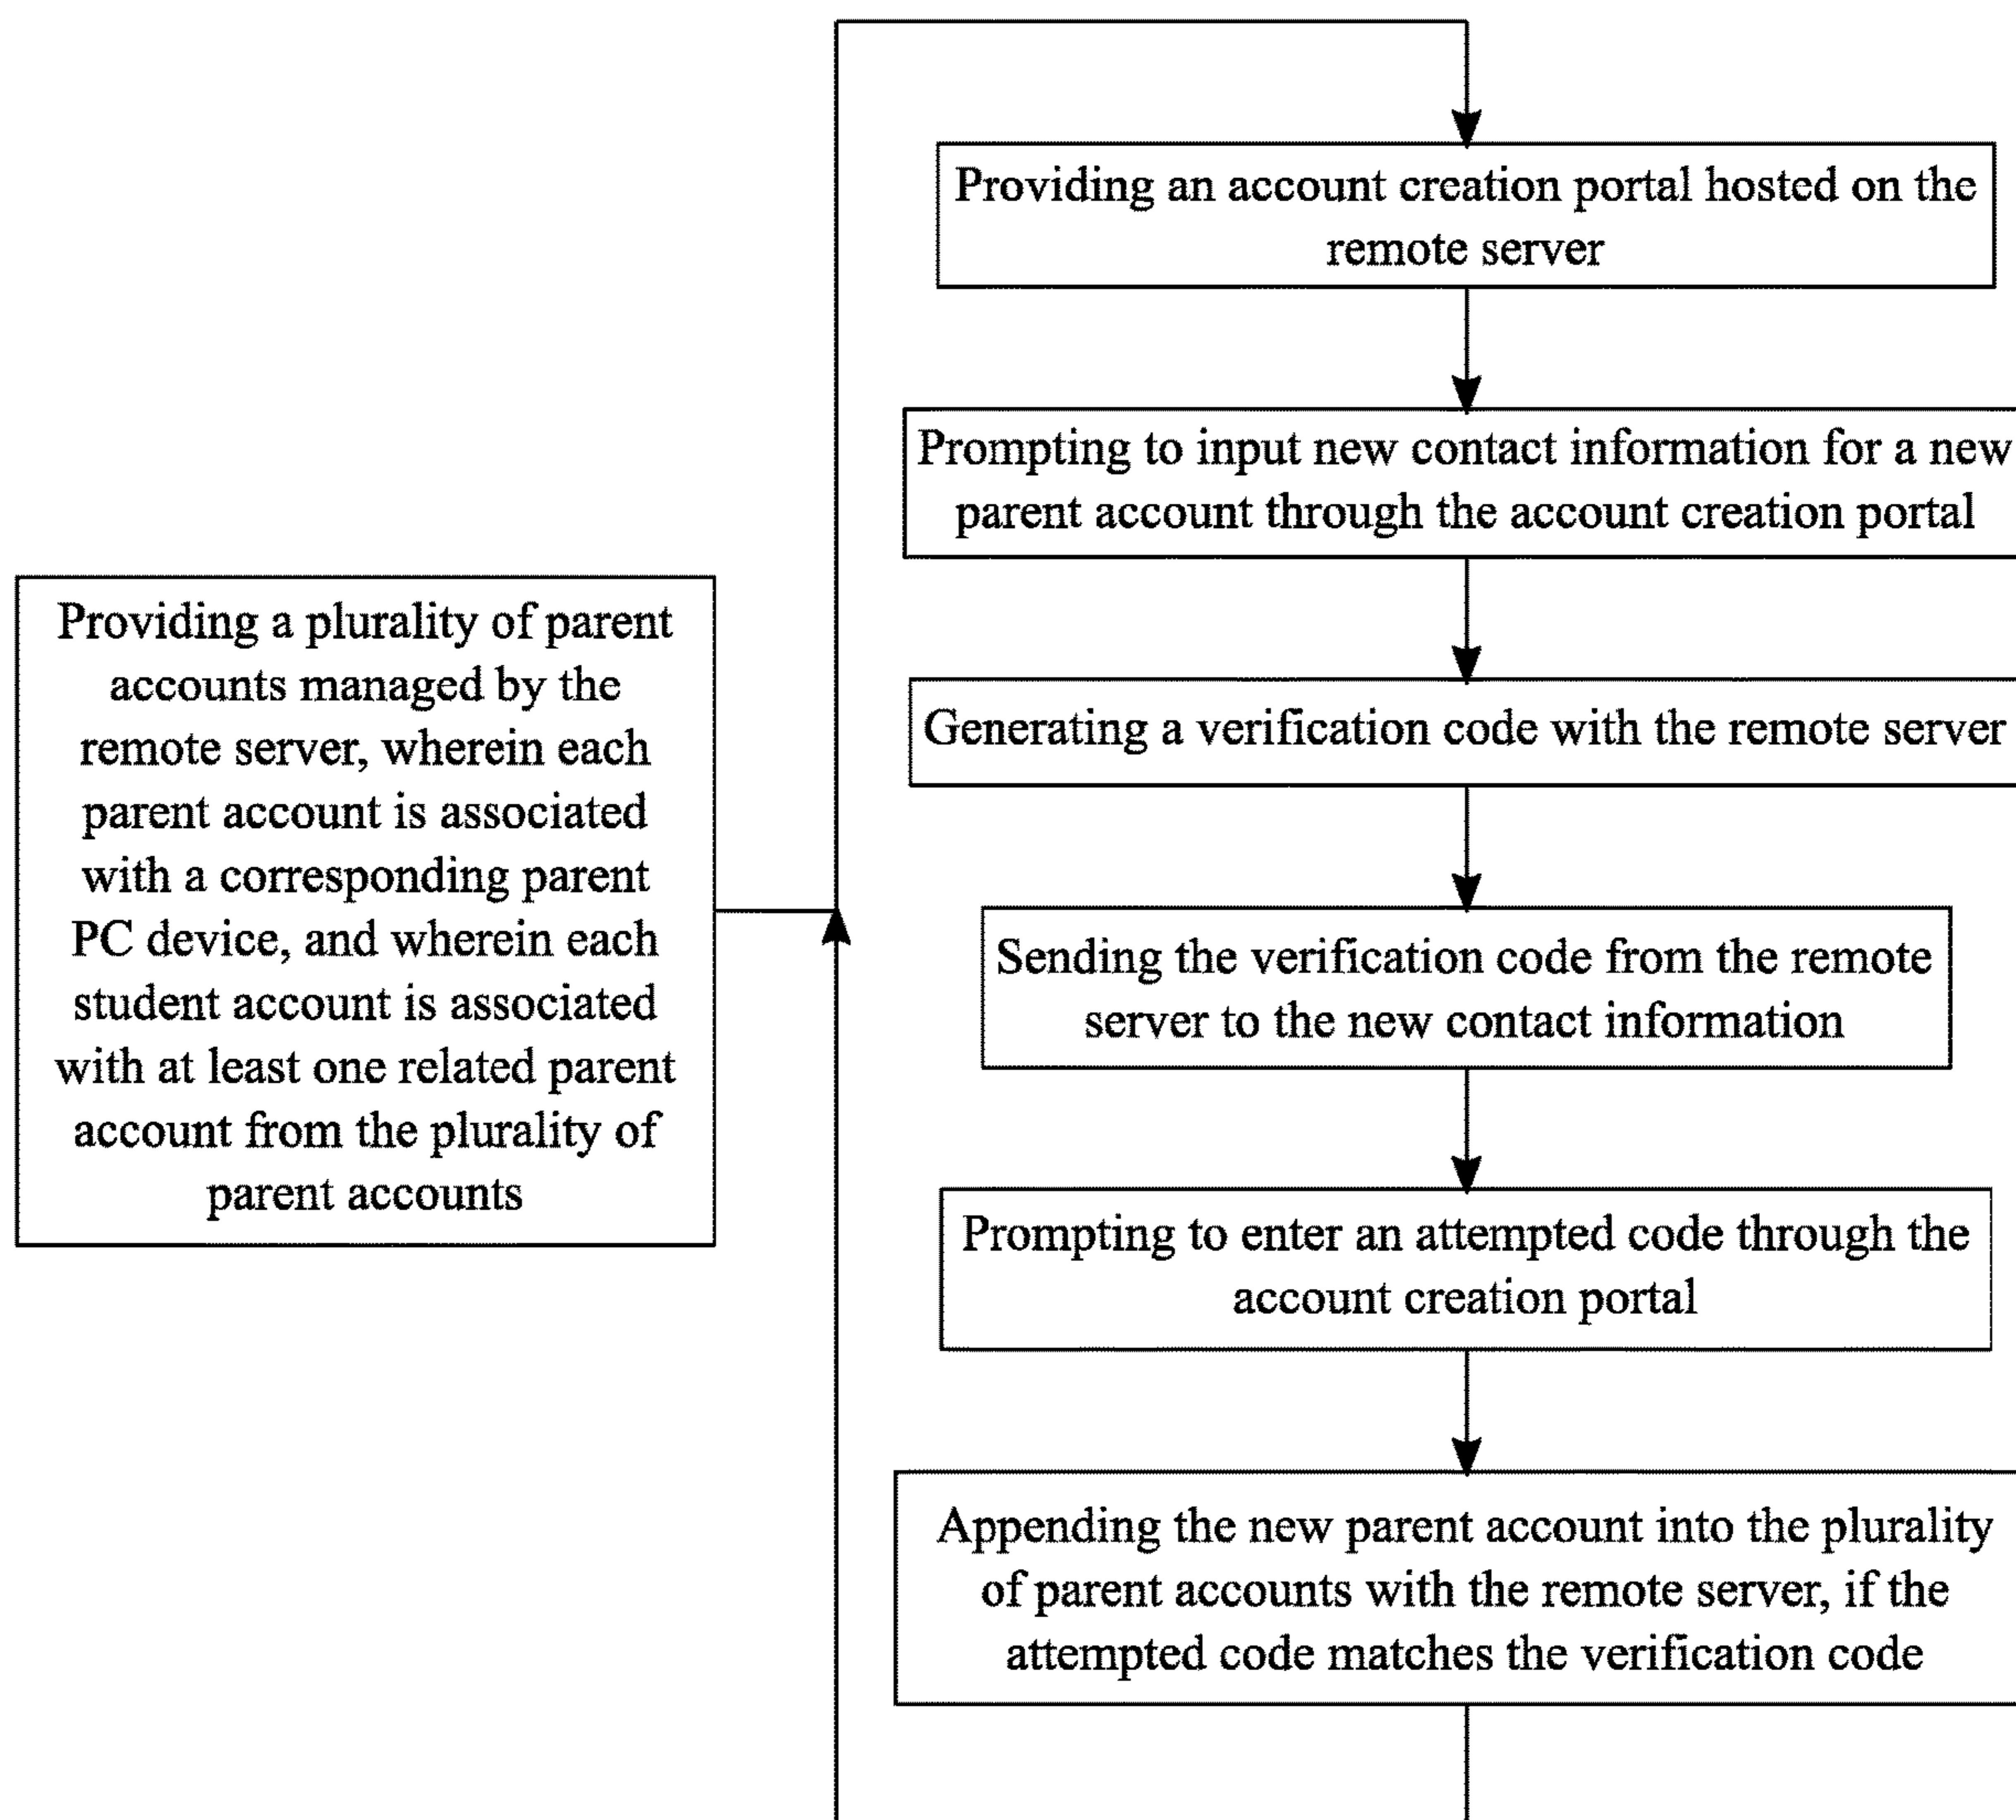 Providing a plurality of parent
accounts managed by the
remote server, wherein each
parent account is associated
with a corresponding parent
PC device, and wherein each
student account is associated
with at least one related parent
account from the plurality of
parent accounts
Providing an account creation portal hosted on the
remote server
Prompting to input new contact information for a new
parent account through the account creation portal
Generating a verification code with the remote server
Sending the verification code from the remote
server to the new contact information
Prompting to enter an attempted code through the
account creation portal
Appending the new parent account into the plurality
of parent accounts with the remote server, if the
attempted code matches the verification code